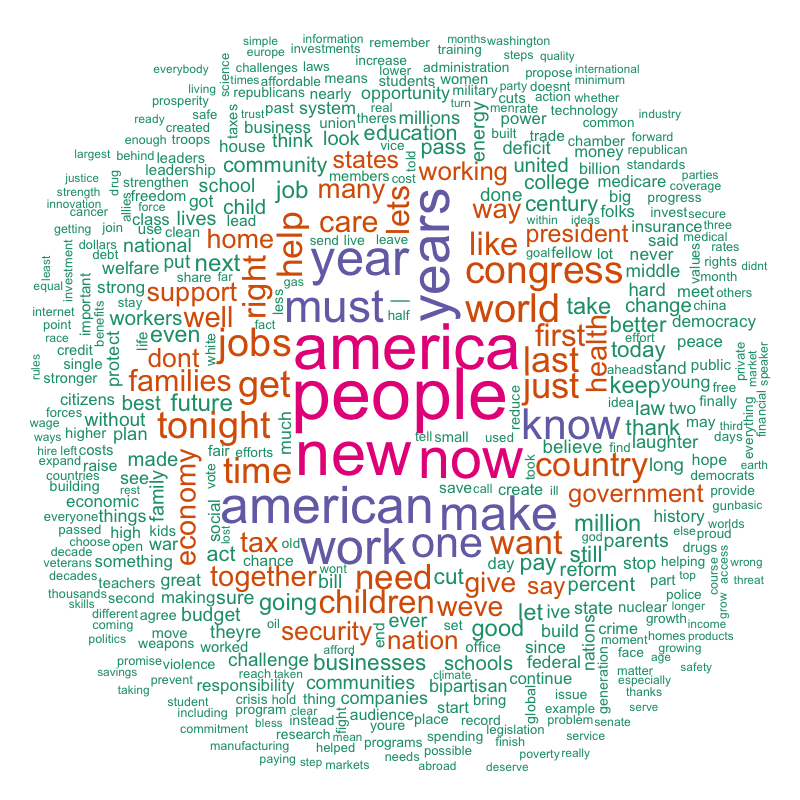 simple information months washington
europe investments remember training steps quality
everybody challenges laws increase administration propose international
living times affordable means lower students women party doesnt minimum
science republicans nearly opportunity military cuts action whether
prosperity safe trust past system theres real millions turn menrate technology
ready created taxes business union vice education energy power built trade common industry
enough troops house think look told pass deficit chamber forward
largest behind leaders community states members cost working united money republican
justice leadership school job many lets college billion medicare standards
strength drug strengthen freedom got child care way done century big progress parties coverage
innovation cancer allies force class lives lead help years president folks within ideas invest secure
getting join use clean home send live leave like insurance three medical
dollars debt national right year goal fellow lot said never values rates
least investment welfare put next share far gas congress middle rights didnt
equal important benefits strong support less must — world hard meet month others
internet stay workers well half take change china
point race protect life even white fact jobs america first health better effort democracy
rules credit single dont last ahead stand today peace public private market
stronger families get people just keep young free financial speaker
citizens best future reduce idea law two finally everything
wage forces without tonight much new now tell small used know thank may third
ways higher plan fair efforts believe find laughter days
hire left costs made time took country long hope earth
expand raise see economy vote save call create ill democrats
countries building rest family social american make government provide
economic gunbasic
everyone things lost work one want million history else worlds
passed high kids tax old god still parents proud
choose open war act chance day pay reform stop drugs helping wrong
decade something wont need cut percent part top access threat
veterans teachers great together bill give say police course
decades second making sure going children weve let ive state nuclear longer grow
thousands skills budget oil security ever set good build crime growth income
different agree theyre end nation office since nations moment homes products
coming move worked afford businesses schools federal generation face growing
politics weapons challenge climate continue matter age safety
promise violence reach taken communities bipartisan especially
savings prevent responsibility companies global issue thanks
taking student crisis hold thing fight start bring example serve
including program clear audience place record problem senate
commitment bless instead youre legislation service
research mean programs spending finish
manufacturing helped needs possible poverty really
paying step markets abroad deserve